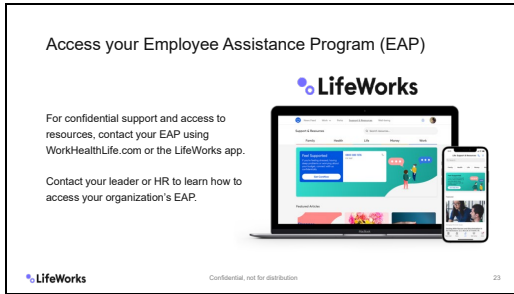 Access your Employee Assistance Program (EAP)
LifeWorks
For confidential support and access to
resources, contact your EAP using
WorkHealthLife.com or the LifeWorks app.
Contact your leader or HR to learn how to
access your organization's EAP.
Support & Resources
Family Health Life Money Work
Feel Supported
Featured Articles
LifeWorks
Confidential, not for distribution
23